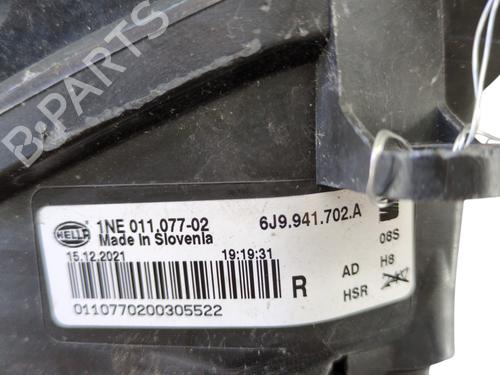 B-PARTS
HELLA 1NE 011.077-02 6J9.941.702.A
Made in Slovenia
15.12.2021 19:19:31
08S
AD H8
R HSR
0110770200305522